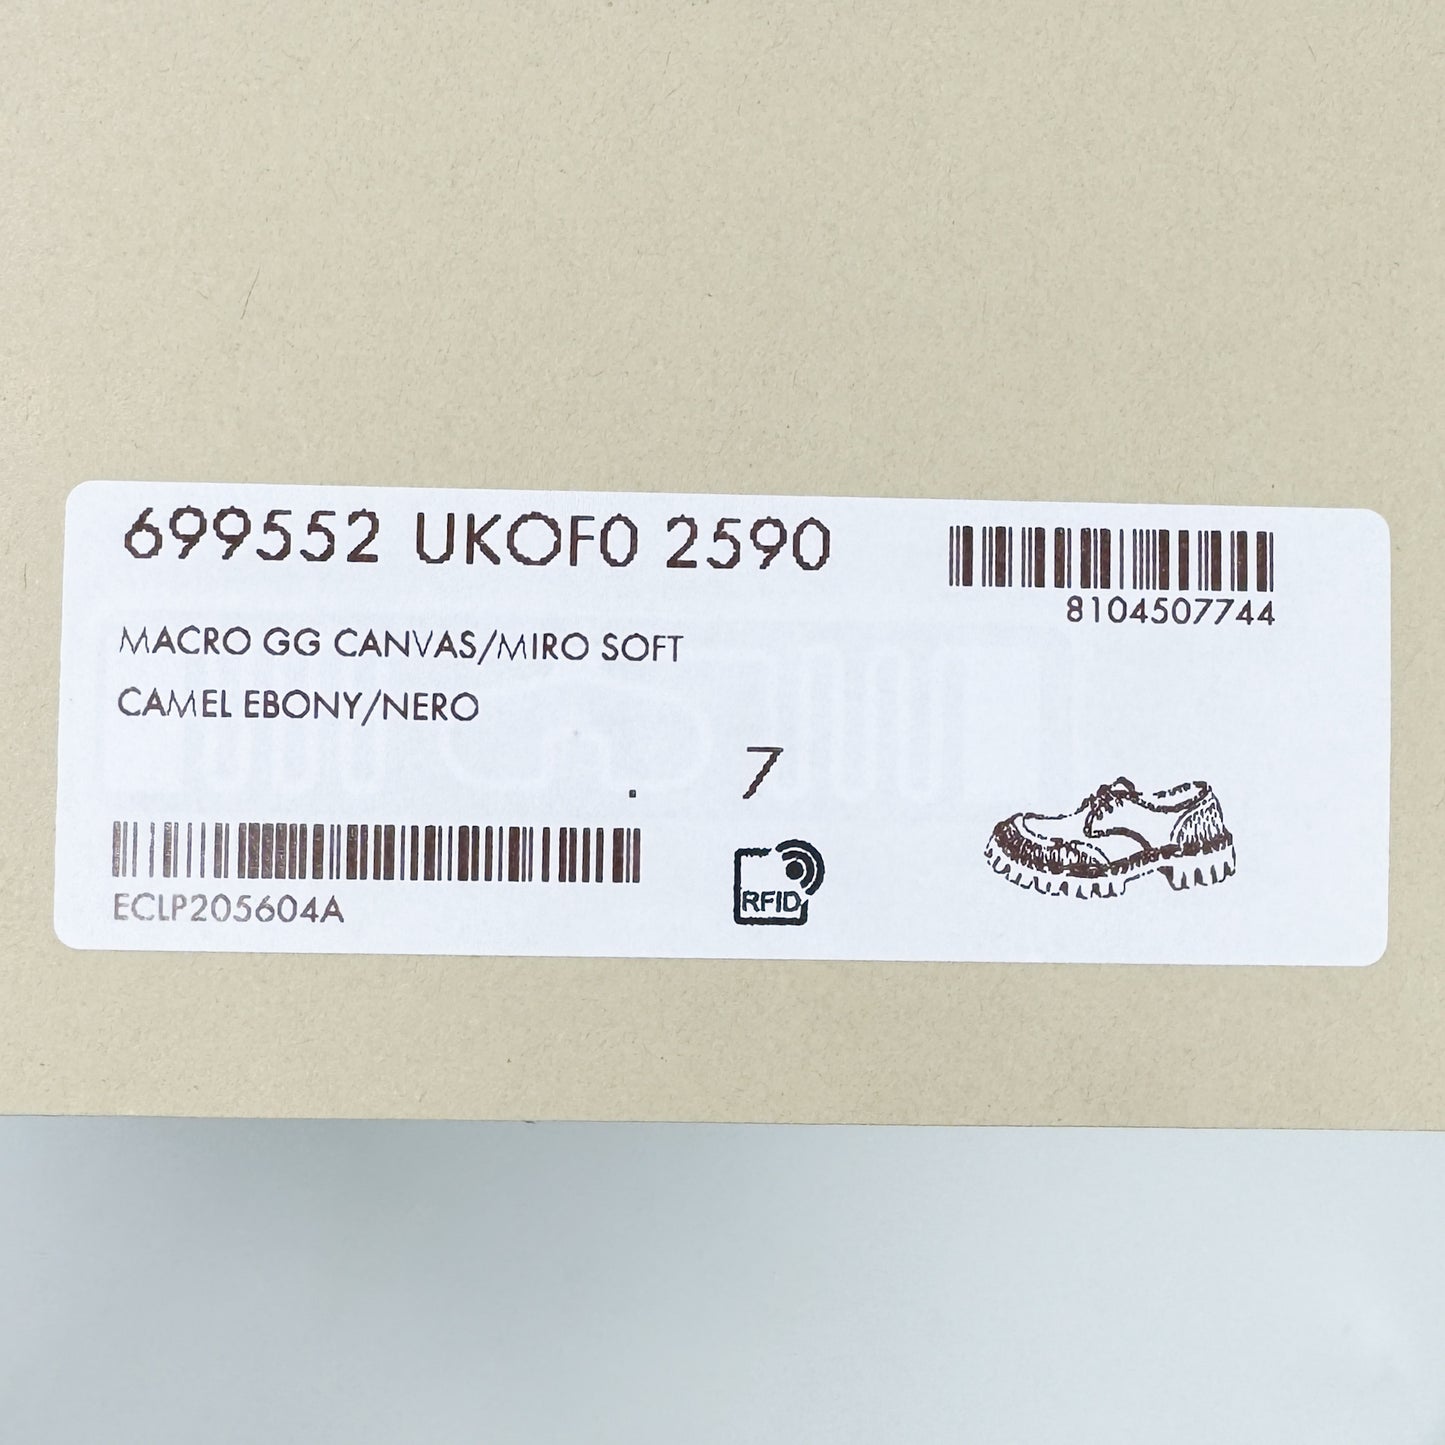 699552 UKOF0 2590
8104507744
MACRO GG CANVAS/MIRO SOFT
CAMEL EBONY/NERO
. 7
ECLP205604A
RFID